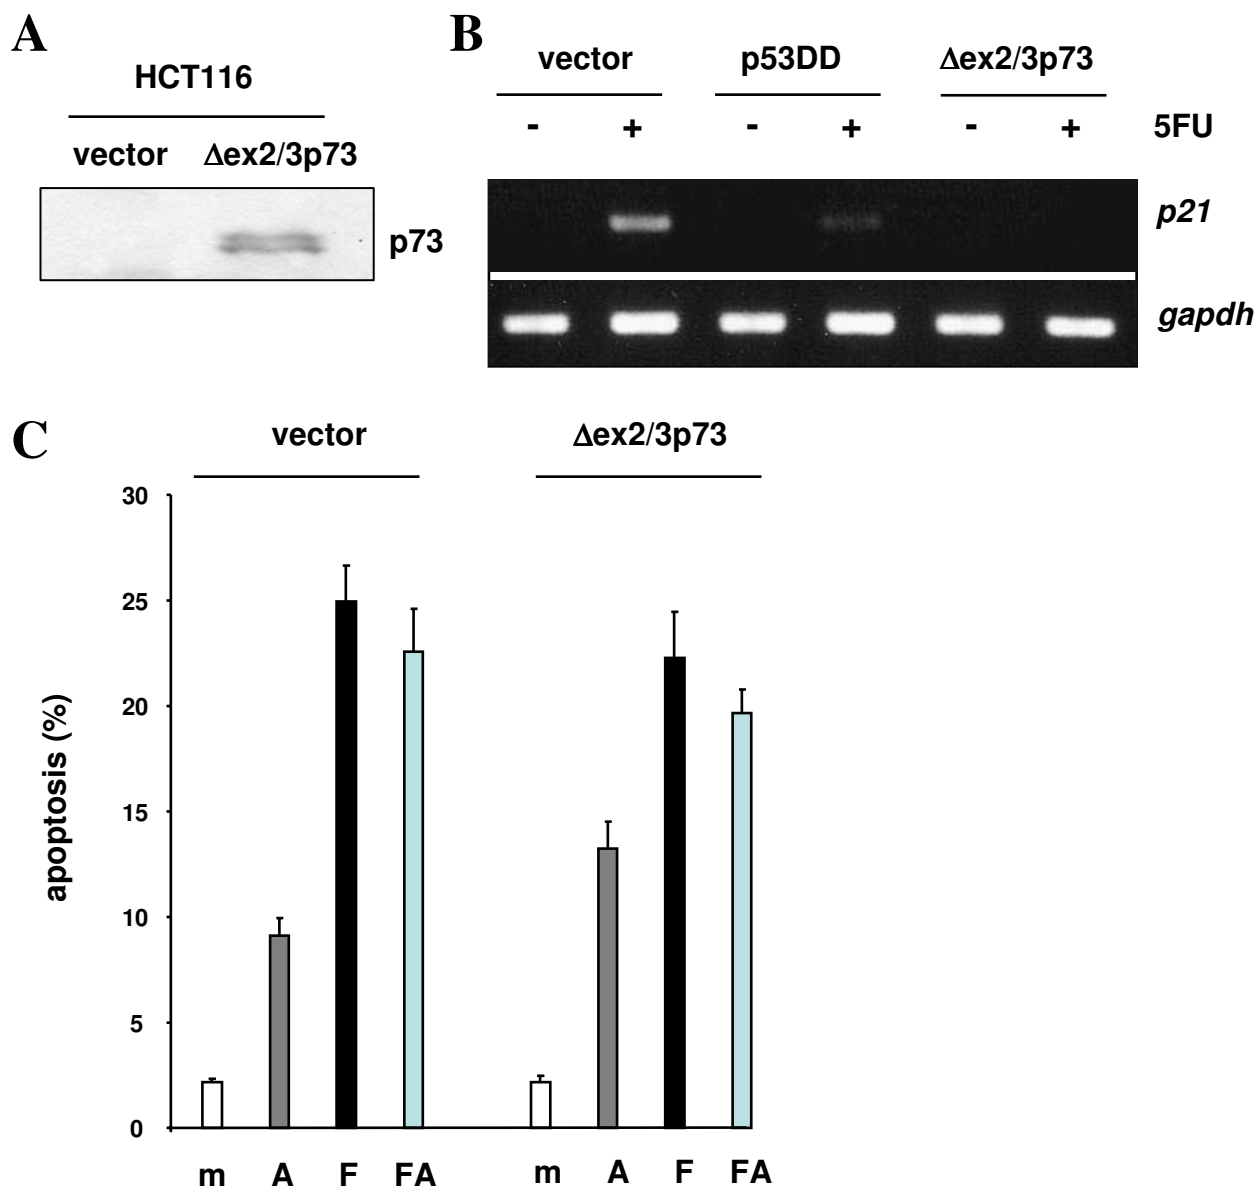 A
HCT116
vector Δex2/3p73
p73
B
vector p53DD Δex2/3p73
- + - + - + 5FU
p21
gapdh
C
vector Δex2/3p73
apoptosis (%)
30
25
20
15
10
5
0
m A F FA m A F FA